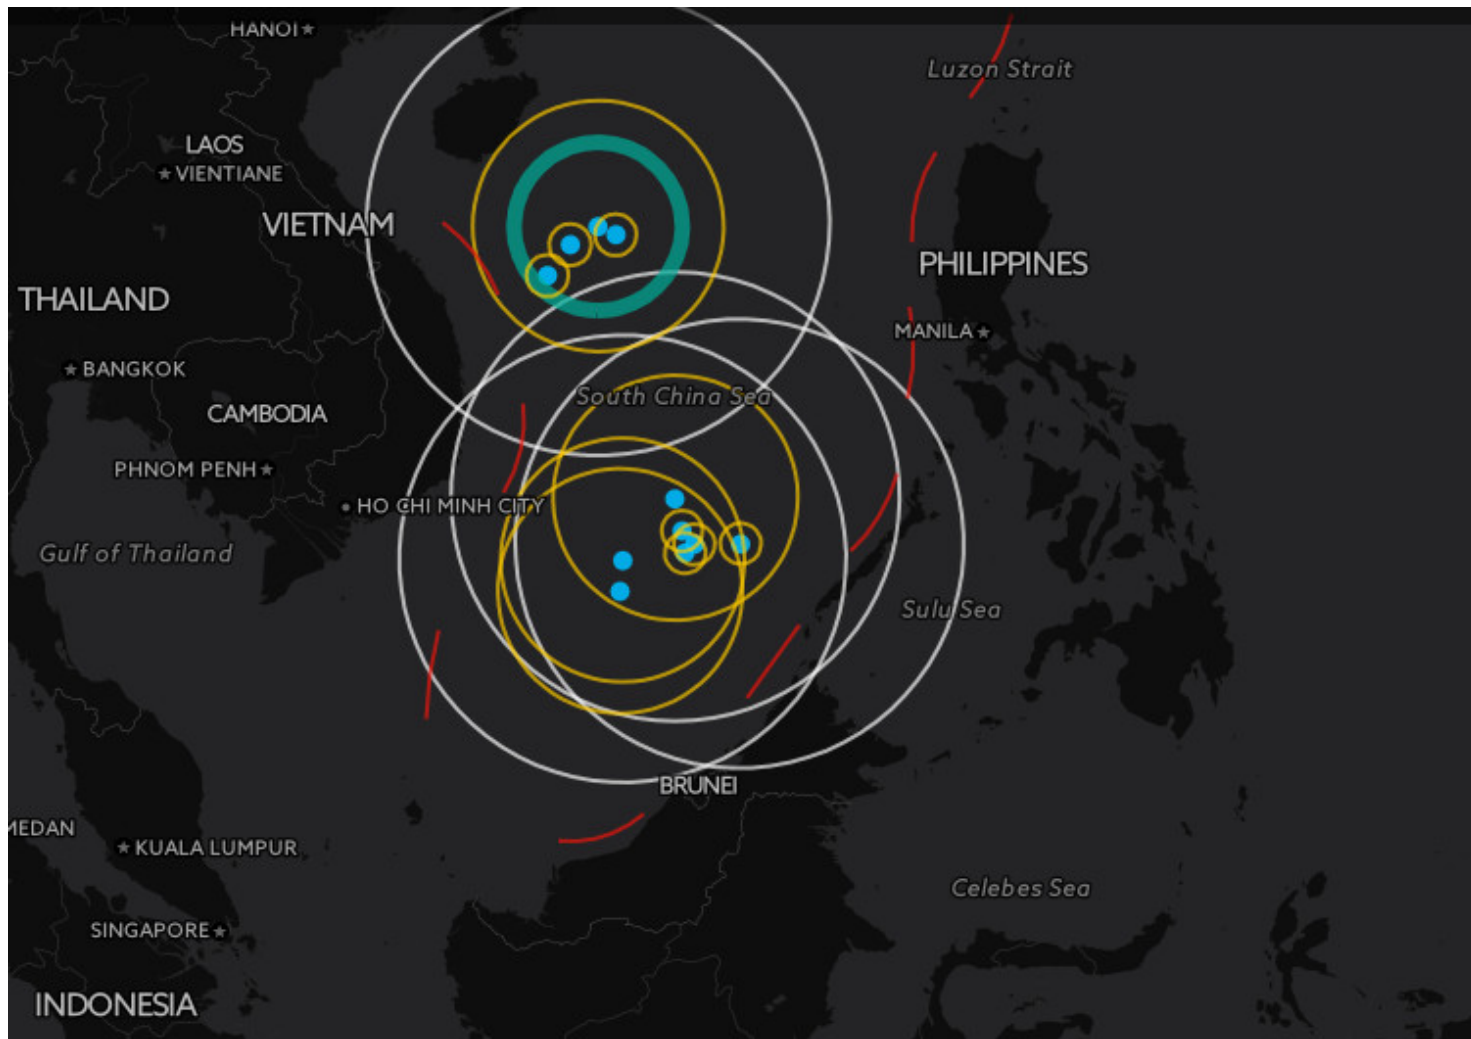 HANOI
Luzon Strait
LAOS
VIENTIANE
VIETNAM
PHILIPPINES
THAILAND
MANILA
BANGKOK
South China Sea
CAMBODIA
PHNOM PENH
HO CHI MINH CITY
Gulf of Thailand
Sulu Sea
BRUNEI
MEDAN
KUALA LUMPUR
Celebes Sea
SINGAPORE
INDONESIA